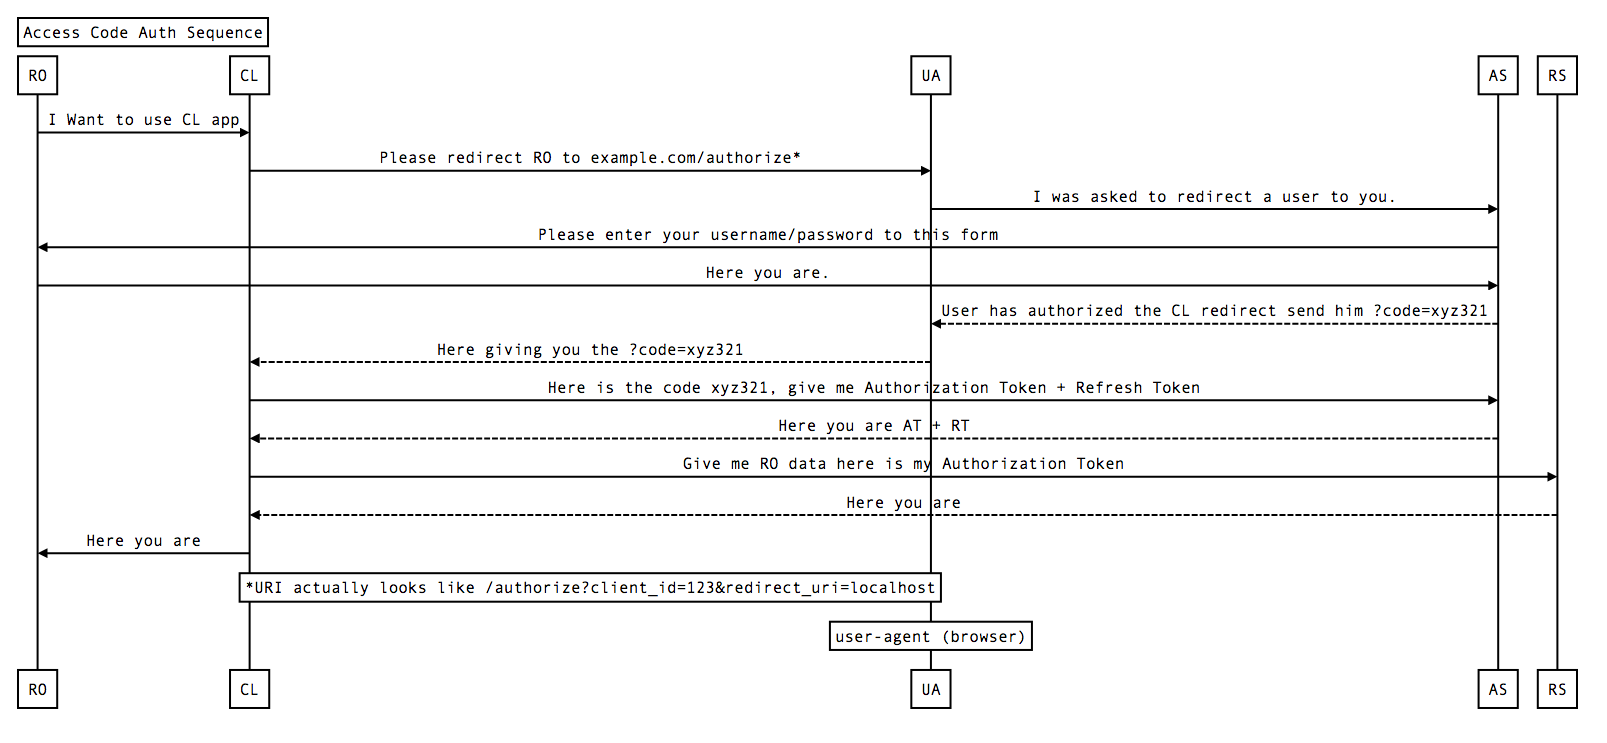 Access Code Auth Sequence
RO CL UA AS RS
I Want to use CL app
Please redirect RO to example.com/authorize*
I was asked to redirect a user to you.
Please enter your username/password to this form
Here you are.
User has authorized the CL redirect send him ?code=xyz321
Here giving you the ?code=xyz321
Here is the code xyz321, give me Authorization Token + Refresh Token
Here you are AT + RT
Give me RO data here is my Authorization Token
Here you are
Here you are
*URI actually looks like /authorize?client_id=123&redirect_uri=localhost
user-agent (browser)
RO CL UA AS RS